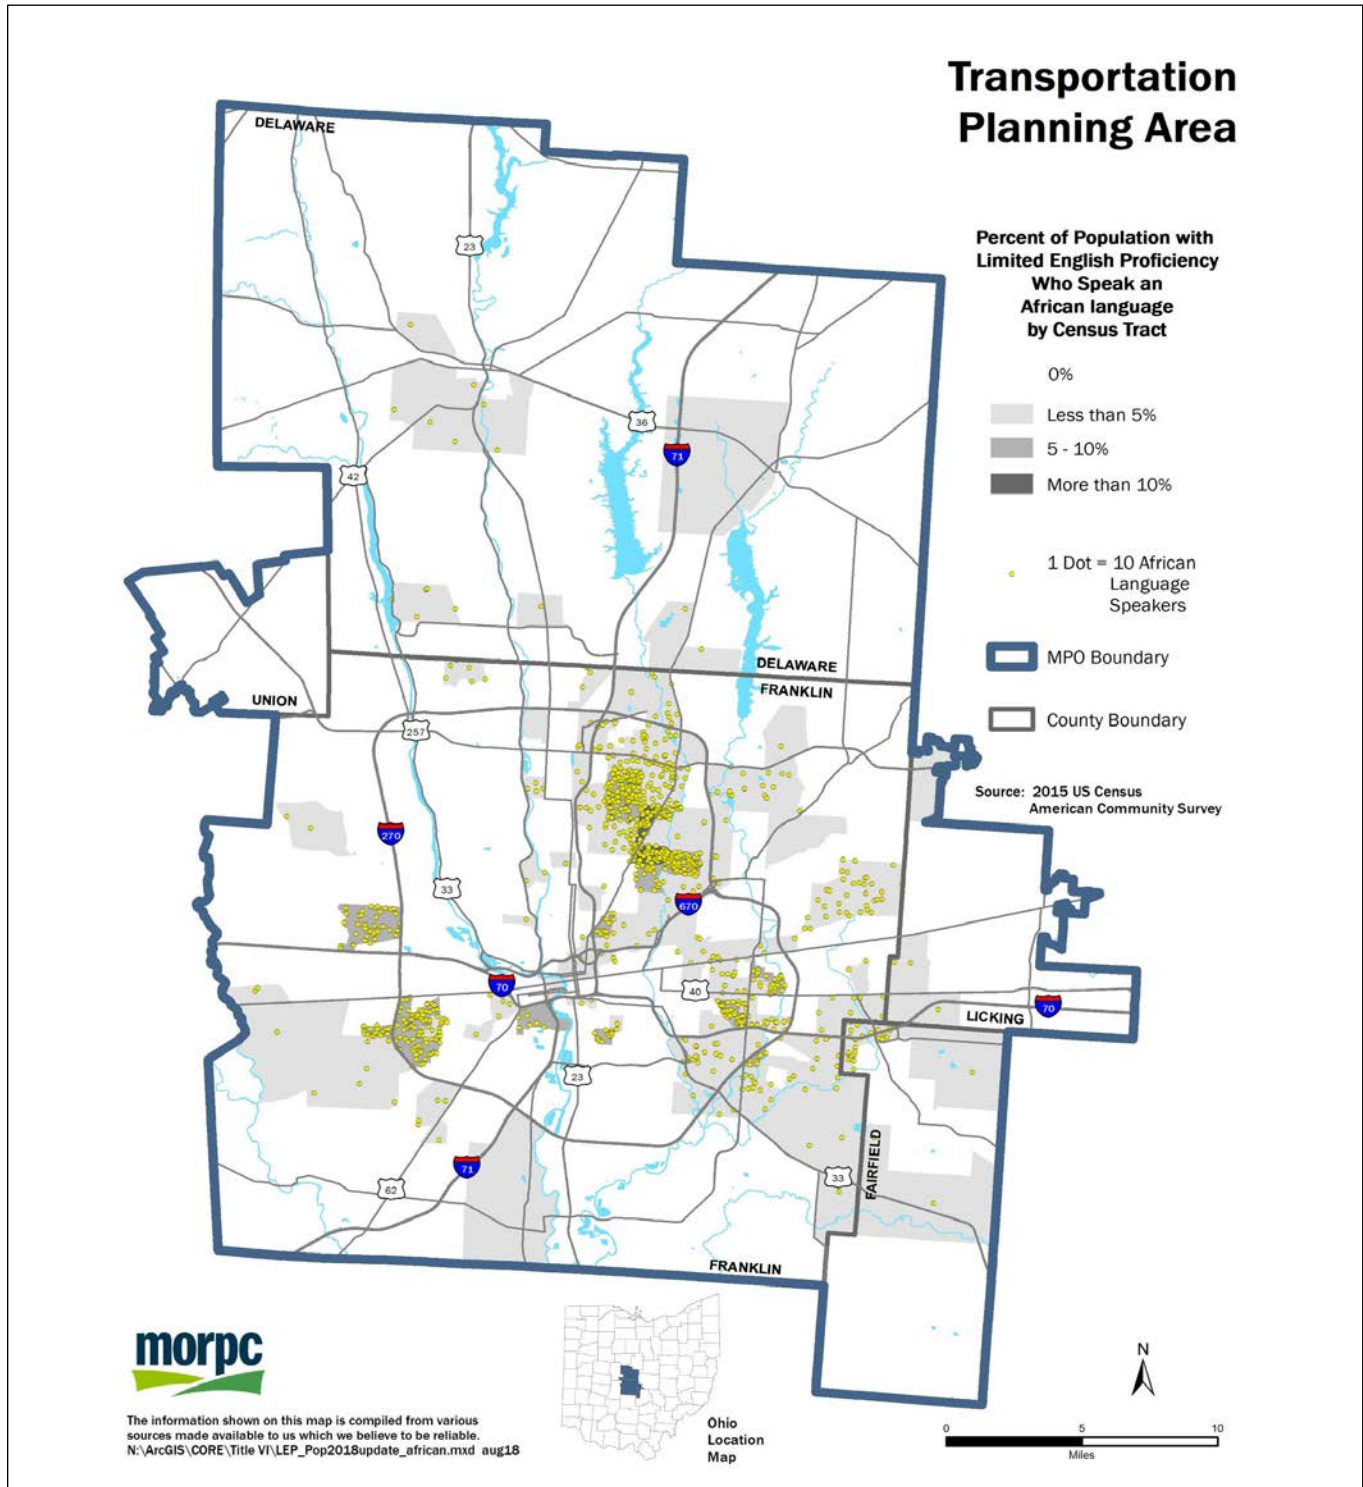 Transportation
Planning Area
DELAWARE
23
Percent of Population with
Limited English Proficiency
Who Speak an
African language
by Census Tract
0%
Less than 5%
5 - 10%
More than 10%
1 Dot = 10 African
Language
Speakers
MPO Boundary
County Boundary
Source: 2015 US Census
American Community Survey
36
71
42
DELAWARE
FRANKLIN
UNION
257
270
33
670
70
40
70
LICKING
23
FAIRFIELD
71
62
33
FRANKLIN
morpc
The information shown on this map is compiled from various
sources made available to us which we believe to be reliable.
N:\ArcGIS\CORE\Title VI\LEP_Pop2018update_african.mxd aug18
Ohio
Location
Map
N
0 5 10
Miles